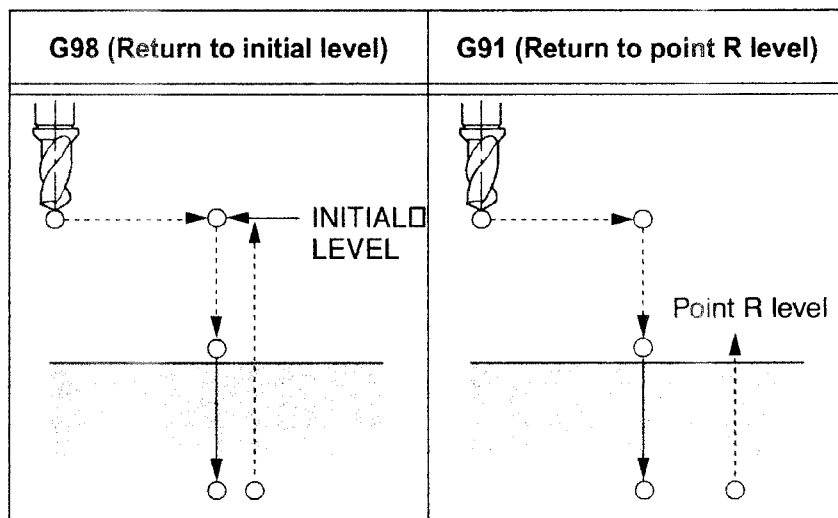 G98 (Return to initial level)
G91 (Return to point R level)
INITIAL□
LEVEL
Point R level